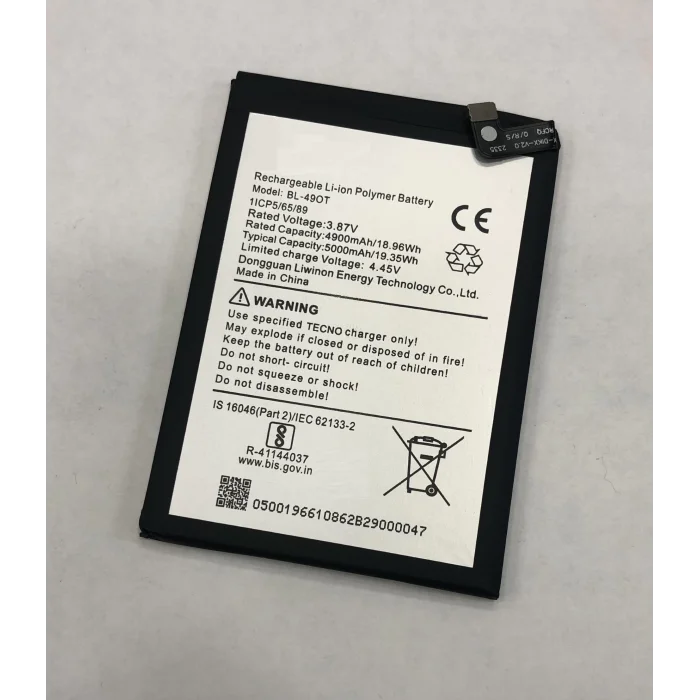 Rechargeable Li-ion Polymer Battery
Model: BL-49OT
1ICP5/65/89
Rated Voltage: 3.87V
Rated Capacity: 4900mAh/18.96Wh
Typical Capacity: 5000mAh/19.35Wh
Limited charge Voltage: 4.45V
Dongguan Liwinon Energy Technology Co.,Ltd.
Made in China
CE
WARNING
Use specified TECNO charger only!
May explode if closed or disposed of in fire!
Keep the battery out of reach of children!
Do not short- circuit!
Do not squeeze or shock!
Do not disassemble!
IS 16046(Part 2)/IEC 62133-2
R-41144037
www.bis.gov.in
0500196610862B29000047
2335
Q/R/S